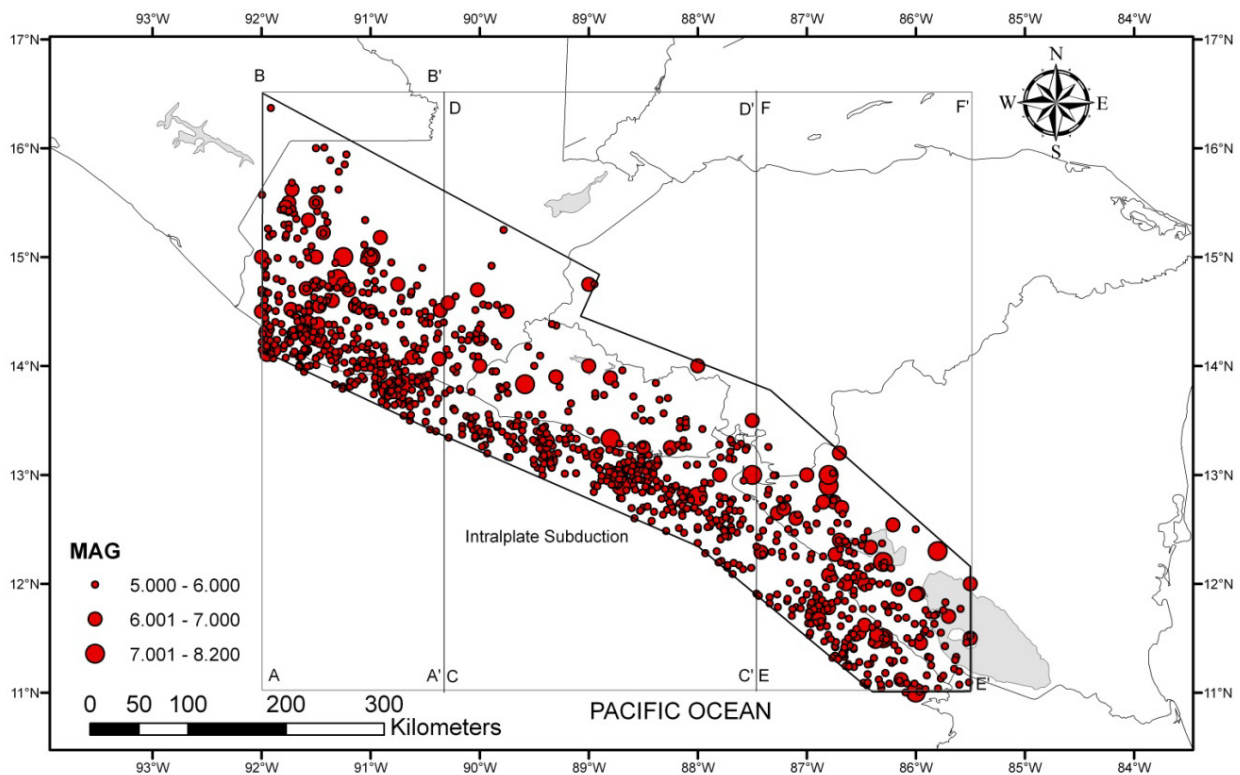 93°W 92°W 91°W 90°W 89°W 88°W 87°W 86°W 85°W 84°W
17°N 17°N
N
W E
S
B B' D D' F F'
16°N 16°N
15°N 15°N
14°N 14°N
13°N 13°N
Intralplate Subduction
MAG
5.000 - 6.000
6.001 - 7.000
7.001 - 8.200
12°N 12°N
A A' C C' E E'
11°N 11°N
0 50 100 200 300
Kilometers
PACIFIC OCEAN
93°W 92°W 91°W 90°W 89°W 88°W 87°W 86°W 85°W 84°W